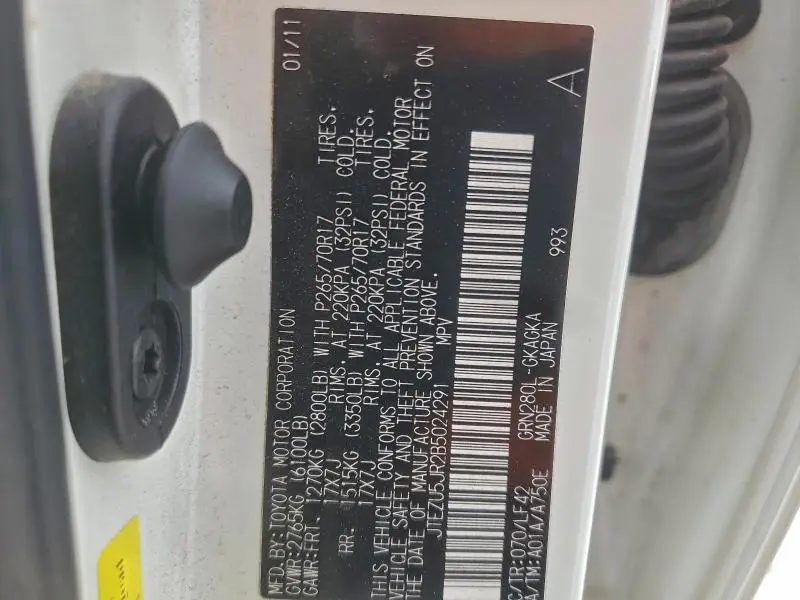 MFD. BY: TOYOTA MOTOR CORPORATION 01/11
GVWR: 2765KG (6100LB)
GAWR: FRT. 1270KG (2800LB) WITH P265/70R17 TIRES,
17X7J RIMS, AT 220KPA (32PSI) COLD.
RR. 1515KG (3350LB) WITH P265/70R17 TIRES,
17X7J RIMS, AT 220KPA (32PSI) COLD.
THIS VEHICLE CONFORMS TO ALL APPLICABLE FEDERAL MOTOR
VEHICLE SAFETY AND THEFT PREVENTION STANDARDS IN EFFECT ON
THE DATE OF MANUFACTURE SHOWN ABOVE.
JTEZU5JR2B5024291 MPV
C/TR: 070/LF42 GRN280L-GKAGKA 993 A
A/TM: A01A/A750E MADE IN JAPAN